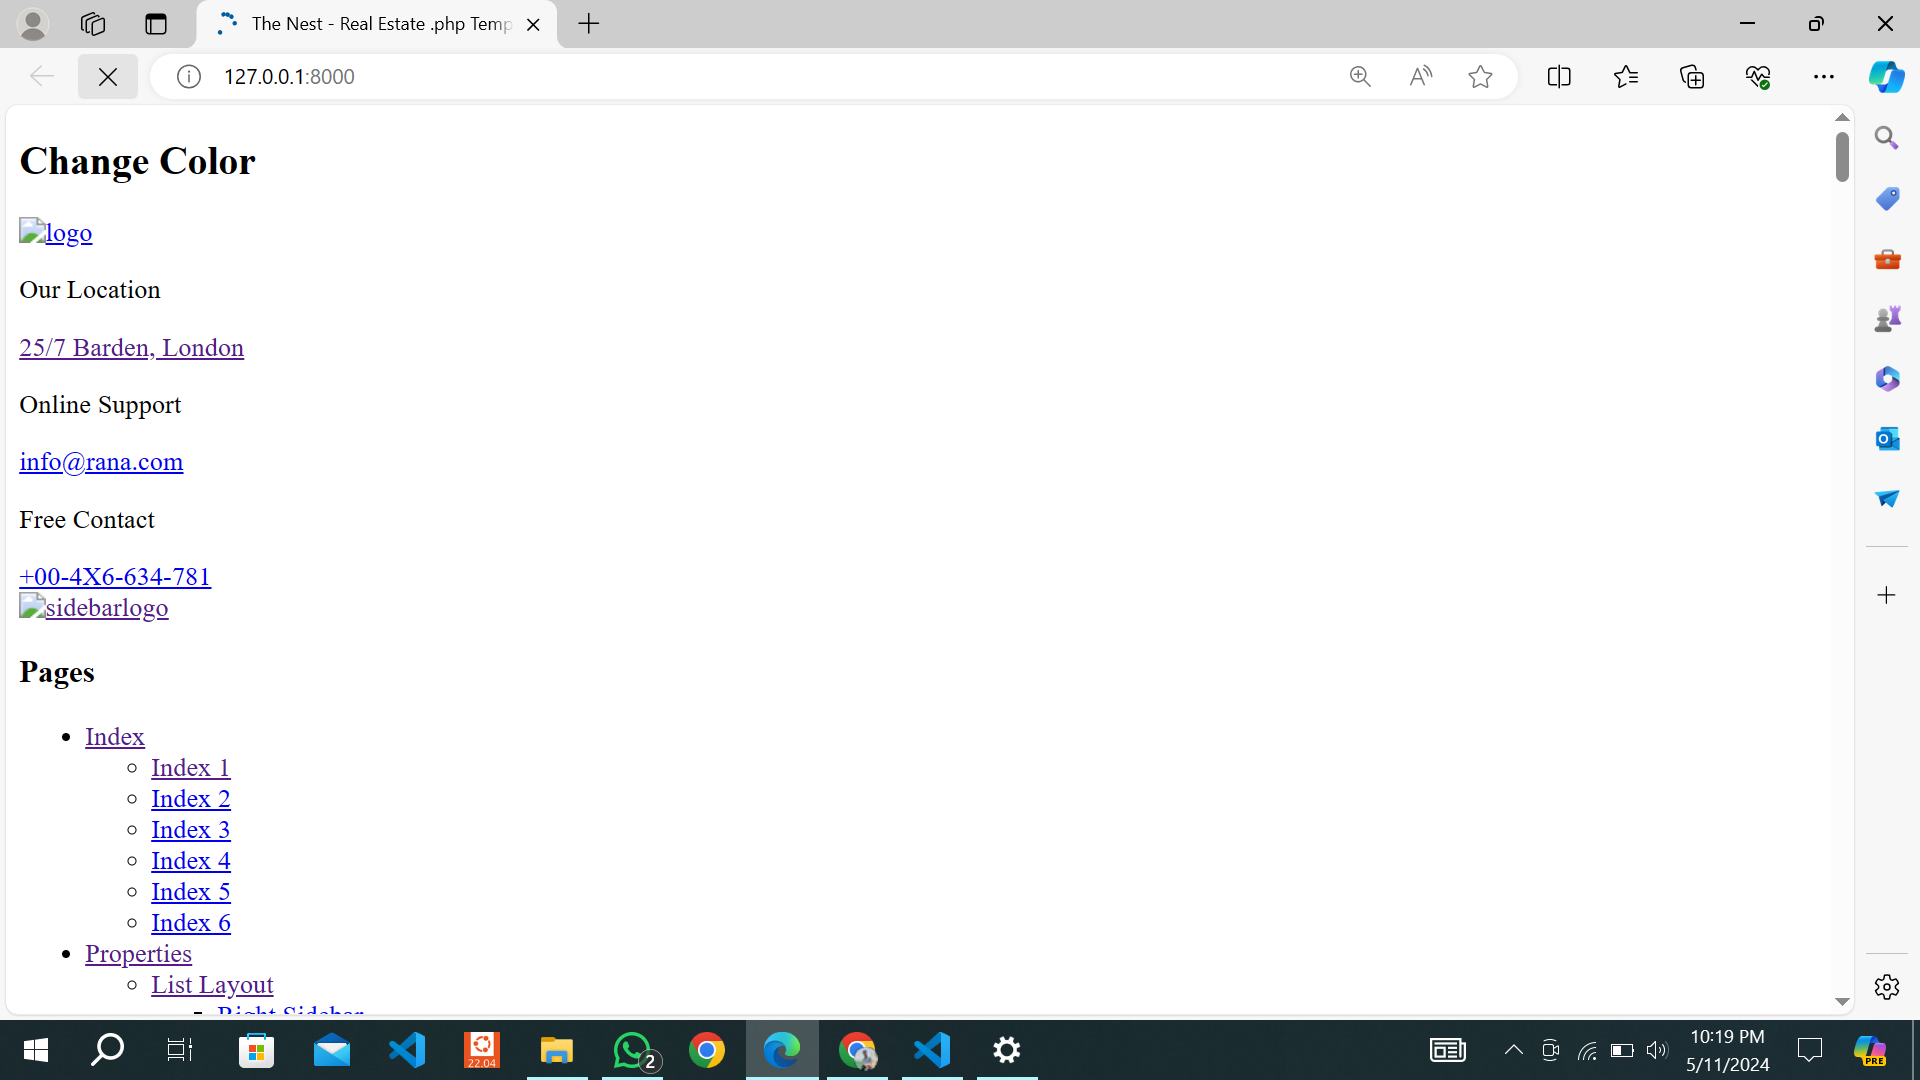 The Nest - Real Estate .php Temp
127.0.0.1:8000
Change Color
logo
Our Location
25/7 Barden, London
Online Support
info@rana.com
Free Contact
+00-4X6-634-781
sidebarlogo
Pages
Index
Index 1
Index 2
Index 3
Index 4
Index 5
Index 6
Properties
List Layout
Right Sidebar
22.04
2
10:19 PM
5/11/2024
PRE